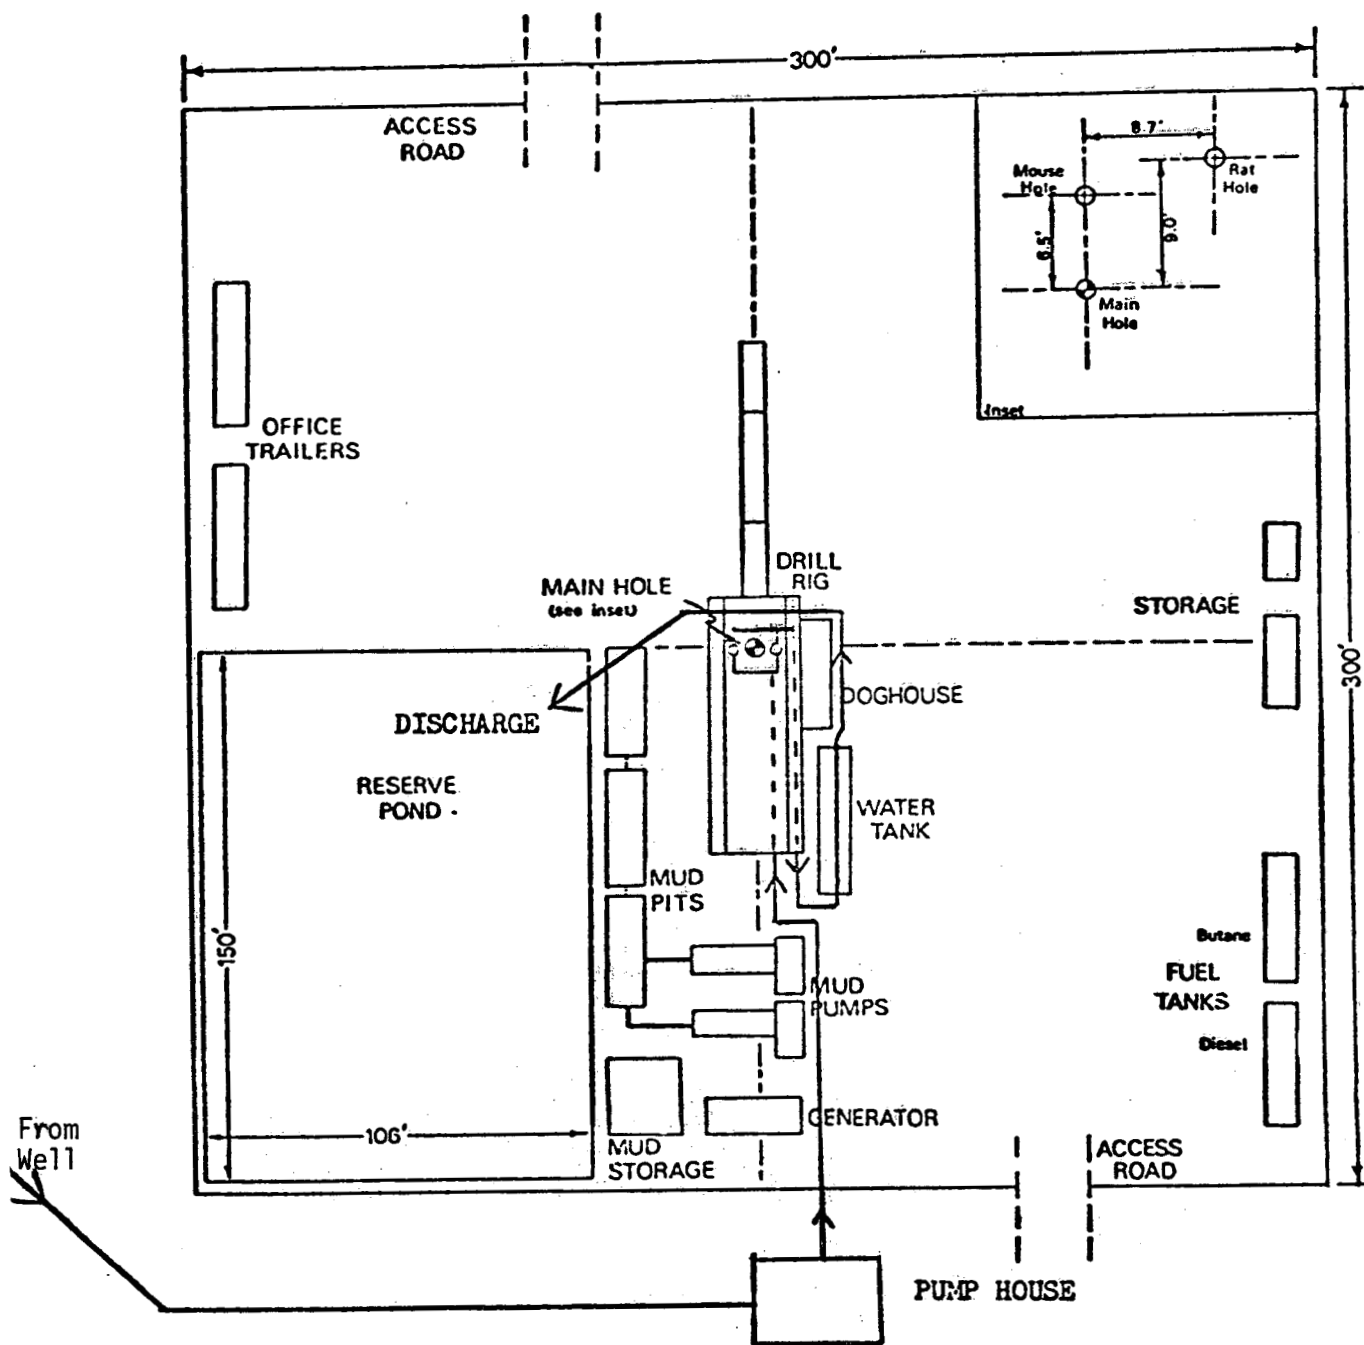 300'
ACCESS
ROAD
8.7'
Mouse
Hole
Rat
Hole
6.5'
9.0'
Main
Hole
Inset
OFFICE
TRAILERS
DRILL
RIG
MAIN HOLE
(see inset)
STORAGE
300'
DOGHOUSE
DISCHARGE
RESERVE
POND
WATER
TANK
MUD
PITS
150'
Butane
FUEL
TANKS
MUD
PUMPS
Diesel
106'
GENERATOR
From
Well
MUD
STORAGE
ACCESS
ROAD
PUMP HOUSE